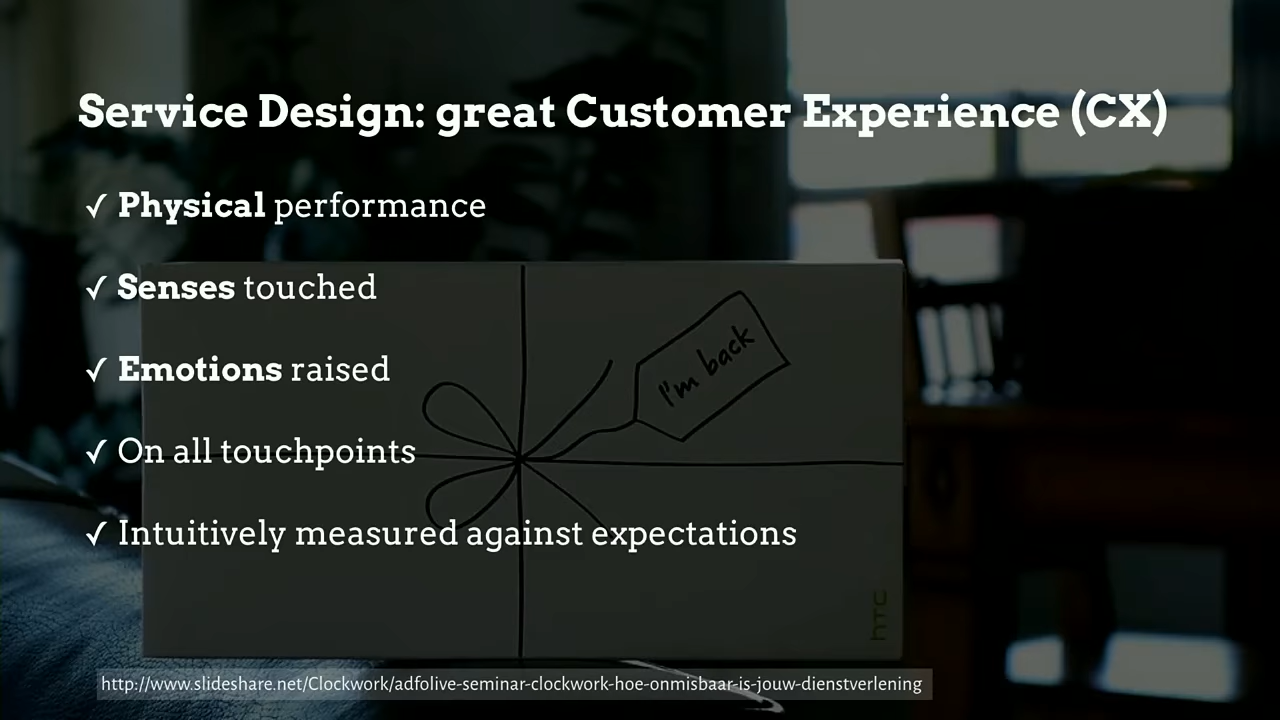 Service Design: great Customer Experience (CX)
✓ Physical performance
✓ Senses touched
✓ Emotions raised
✓ On all touchpoints
✓ Intuitively measured against expectations
I'm back
hTC
http://www.slideshare.net/Clockwork/adfolive-seminar-clockwork-hoe-onmisbaar-is-jouw-dienstverlening